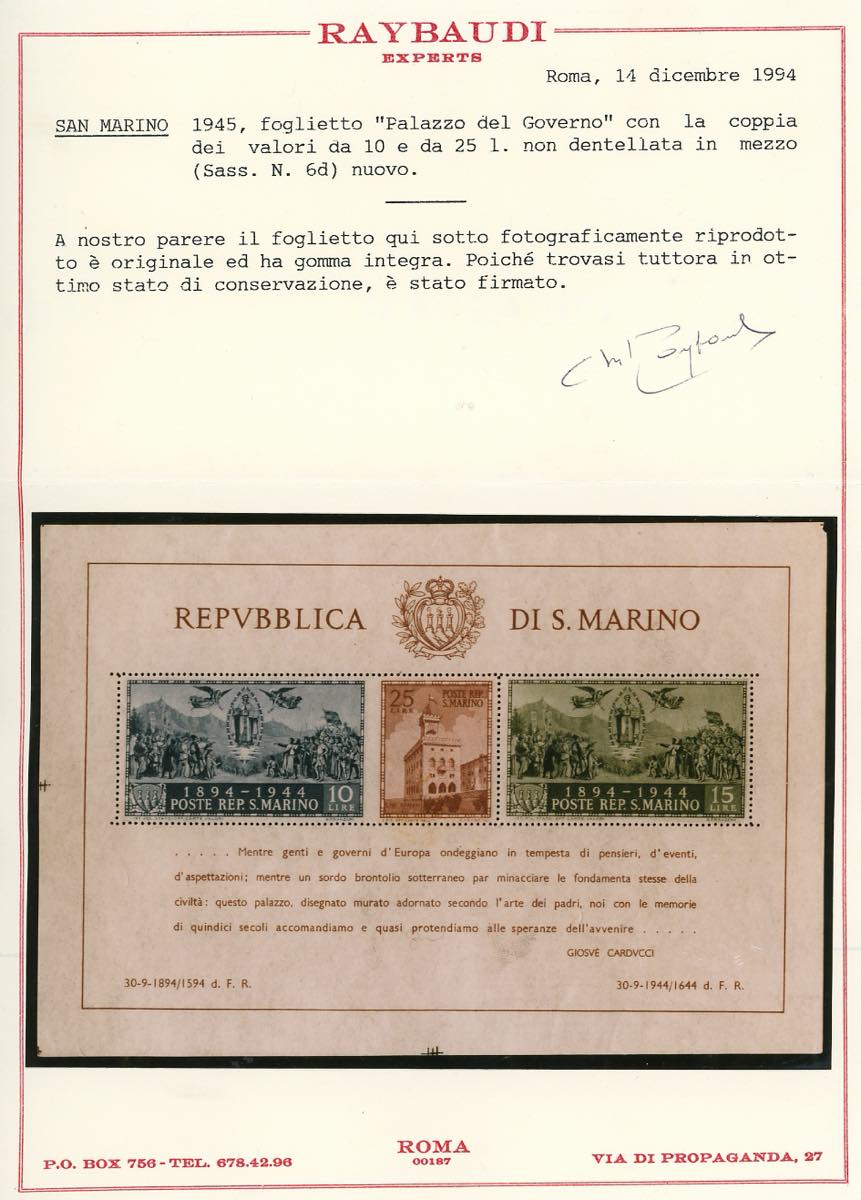 RAYBAUDI
EXPERTS
Roma, 14 dicembre 1994
SAN MARINO 1945, foglietto "Palazzo del Governo" con la coppia
dei valori da 10 e da 25 l. non dentellata in mezzo
(Sass. N. 6d) nuovo.
A nostro parere il foglietto qui sotto fotograficamente riprodot-
to è originale ed ha gomma integra. Poiché trovasi tuttora in ot-
timo stato di conservazione, è stato firmato.
REPVBBLICA DI S. MARINO
25
LIRE
POSTE REP.
S. MARINO
1894-1944
POSTE REP. S. MARINO
10
LIRE
1894-1944
POSTE REP. S. MARINO
15
LIRE
. . . . . Mentre genti e governi d'Europa ondeggiano in tempesta di pensieri, d'eventi,
d'aspettazioni; mentre un sordo brontolio sotterraneo par minacciare le fondamenta stesse della
civiltà: questo palazzo, disegnato murato adornato secondo l'arte dei padri, noi con le memorie
di quindici secoli accomandiamo e quasi protendiamo alle speranze dell'avvenire . . . . .
GIOSVÈ CARDVCCI
30-9-1894/1594 d. F. R.
30-9-1944/1644 d. F. R.
P.O. BOX 756 - TEL. 678.42.96
ROMA
00187
VIA DI PROPAGANDA, 27